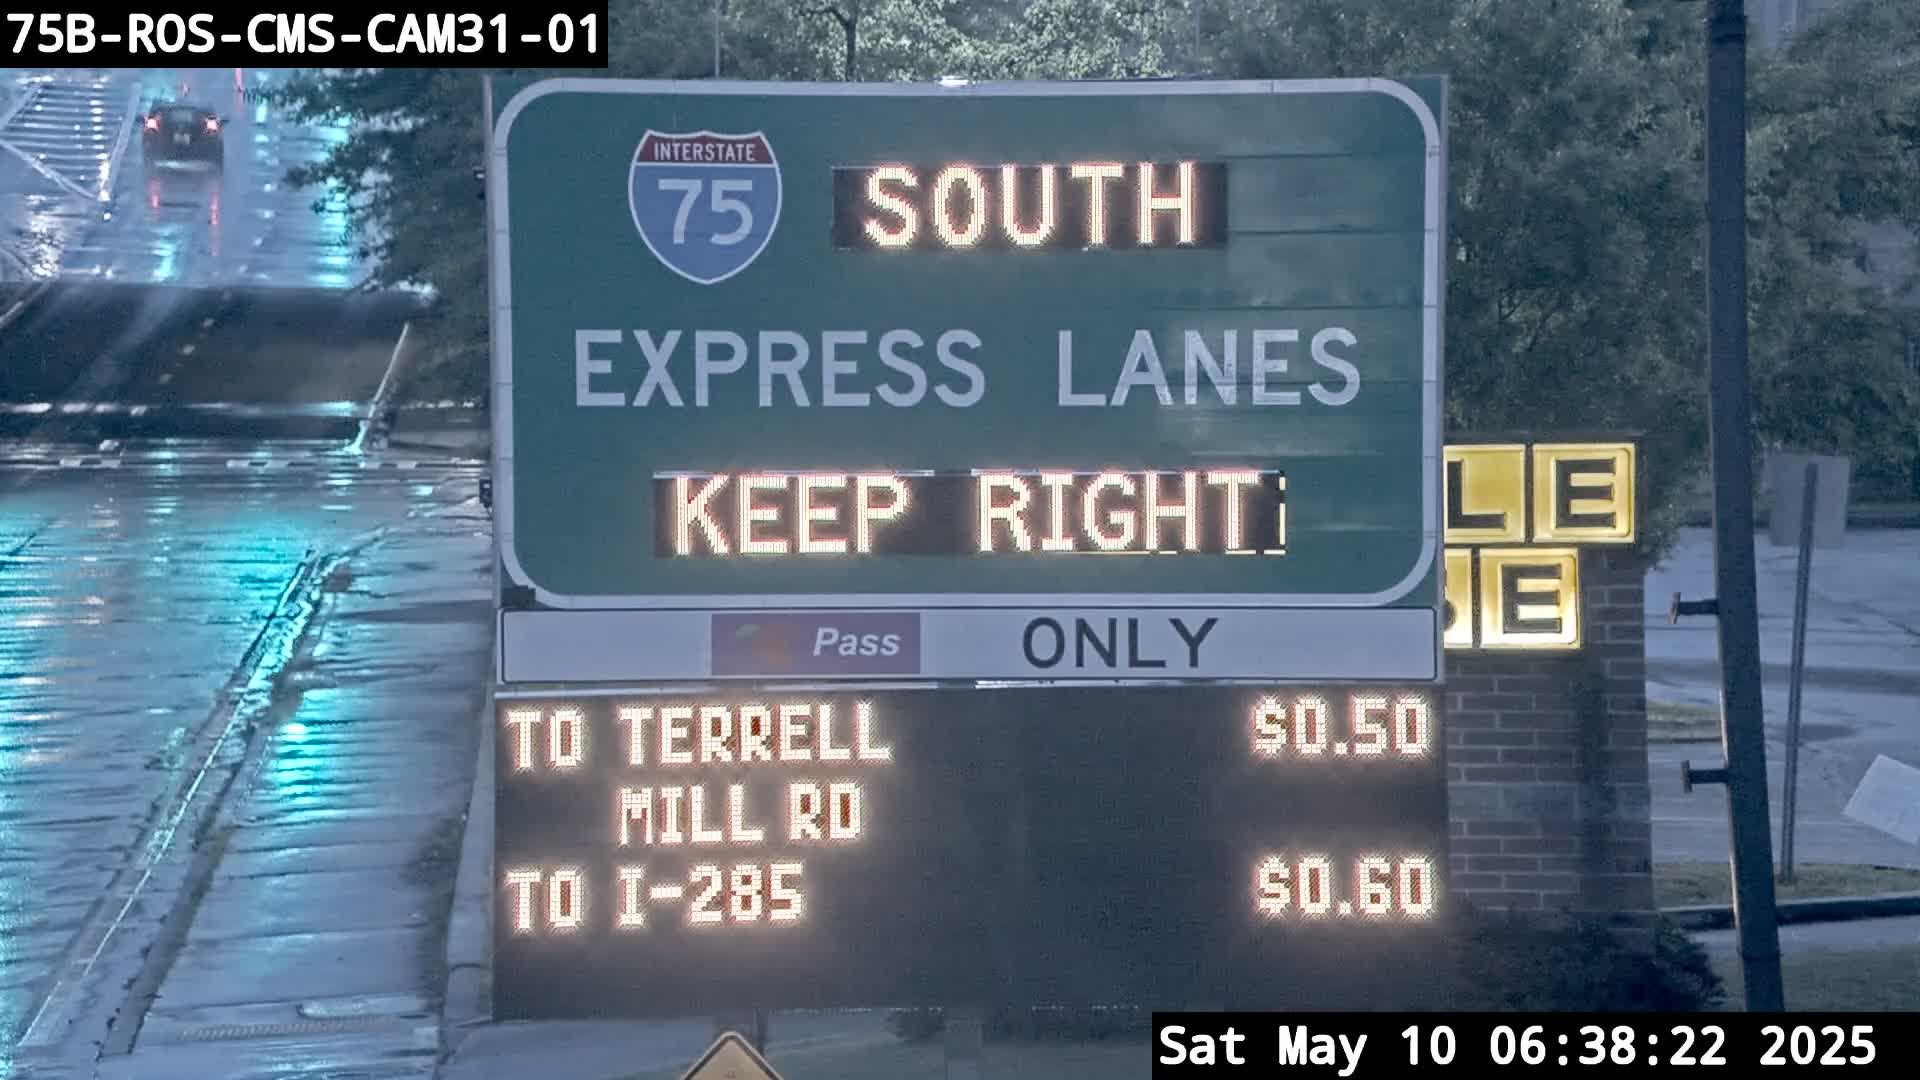 75B-ROS-CMS-CAM31-01
INTERSTATE
75
SOUTH
EXPRESS LANES
KEEP RIGHT
Pass ONLY
TO TERRELL $0.50
MILL RD
TO I-285 $0.60
LE
E
Sat May 10 06:38:22 2025